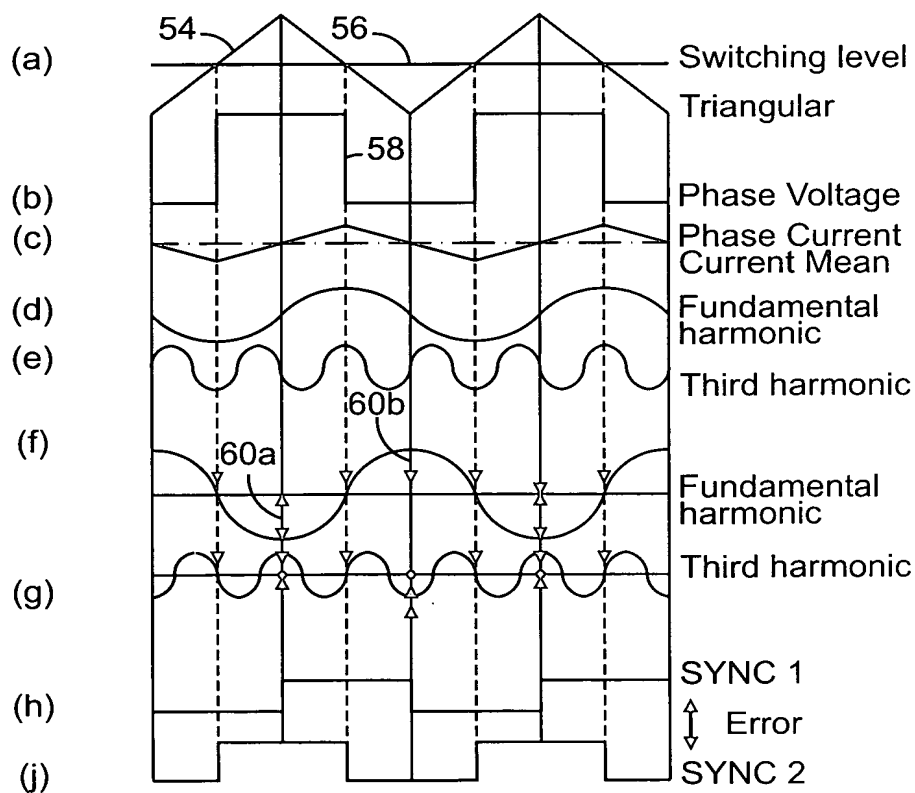 54
56
(a)
Switching level
Triangular
58
(b)
Phase Voltage
(c)
Phase Current
Current Mean
(d)
Fundamental
harmonic
(e)
Third harmonic
60b
(f)
60a
Fundamental
harmonic
Third harmonic
(g)
SYNC 1
(h)
Error
(j)
SYNC 2